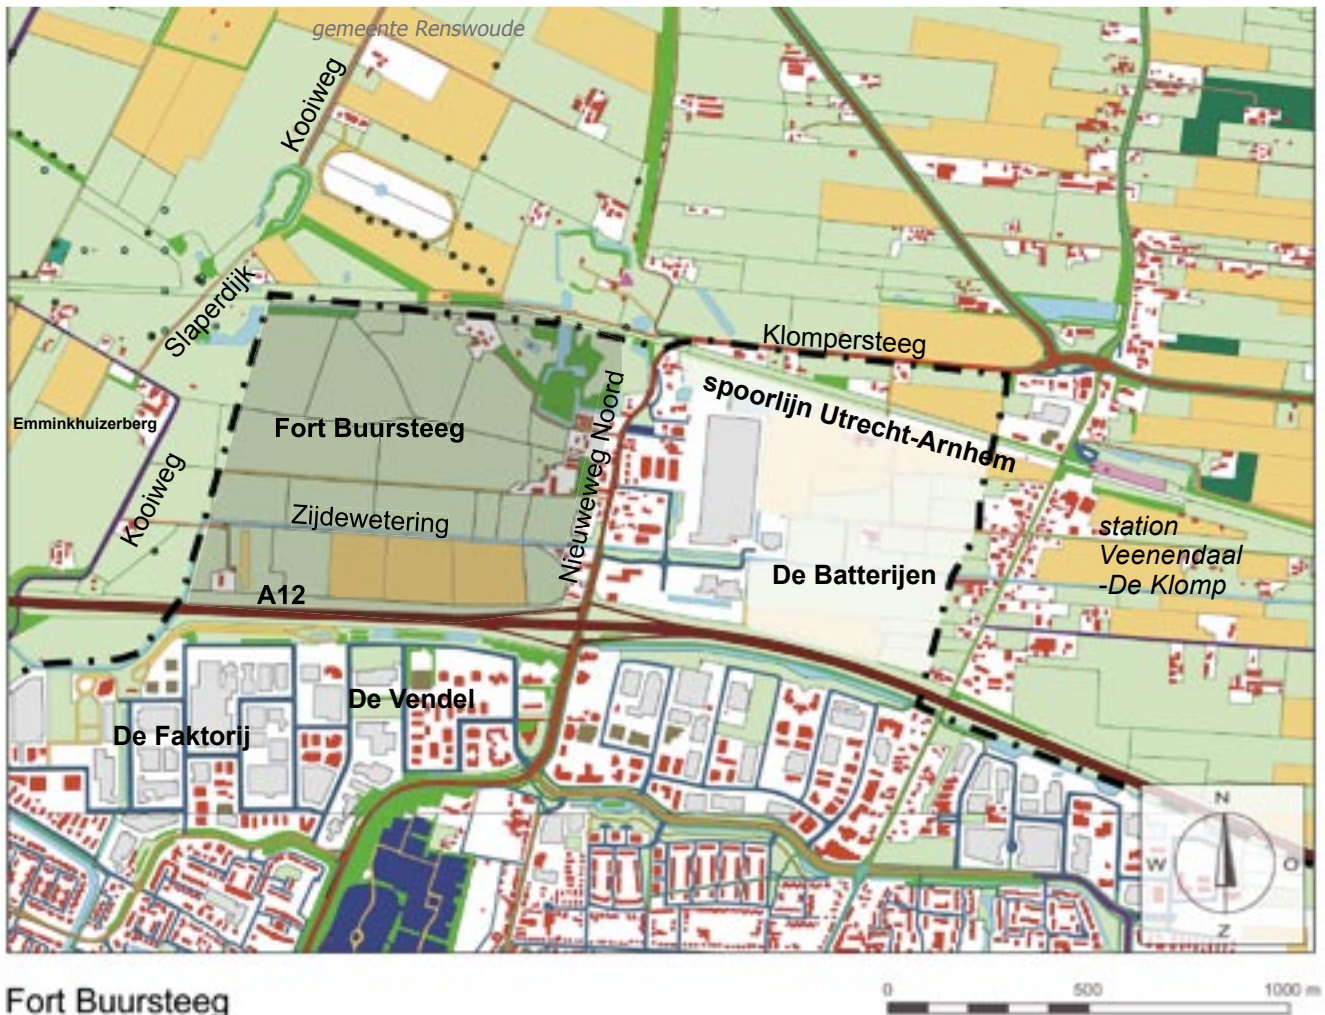 gemeente Renswoude
Kooiweg
Slaperdijk
Klompersteeg
spoorlijn Utrecht-Arnhem
Emminkhuizerberg
Fort Buursteeg
Nieuweweg Noord
Kooiweg
Zijdewetering
station
Veenendaal
-De Klomp
De Batterijen
A12
De Vendel
De Faktorij
N
W
O
Z
Fort Buursteeg
0 500 1000 m